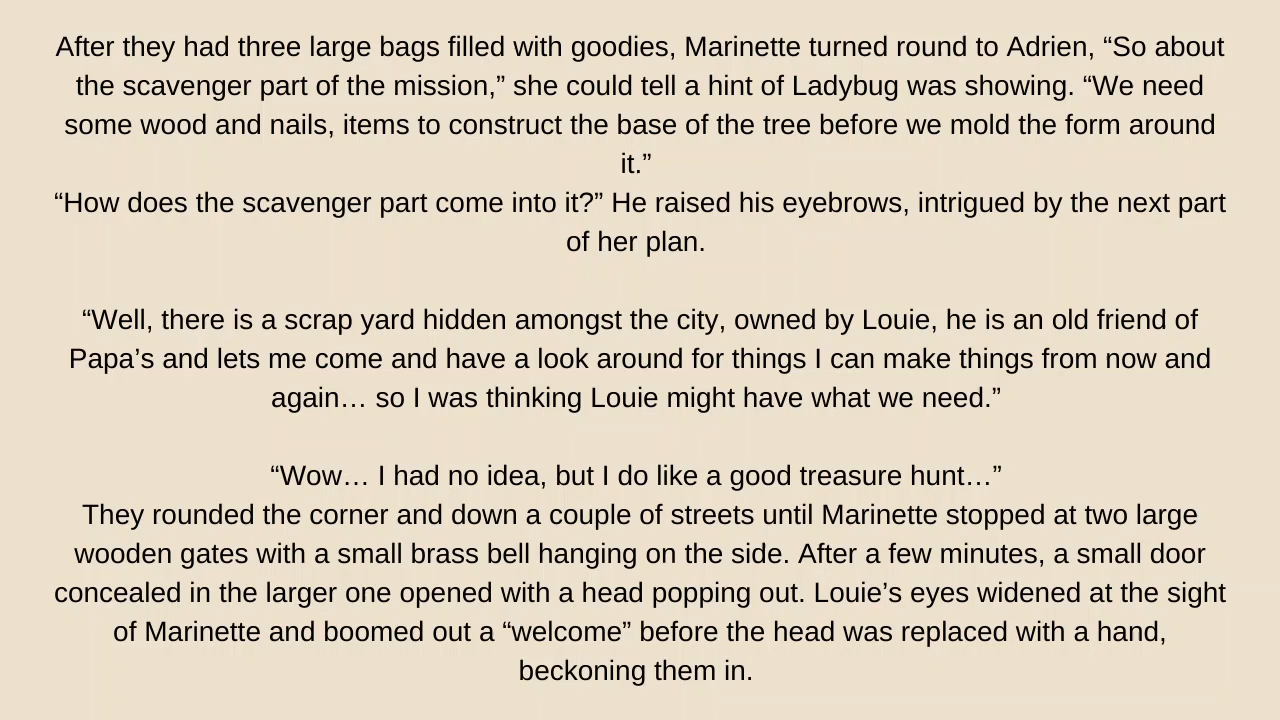 After they had three large bags filled with goodies, Marinette turned round to Adrien, “So about
the scavenger part of the mission,” she could tell a hint of Ladybug was showing. “We need
some wood and nails, items to construct the base of the tree before we mold the form around
it.”
“How does the scavenger part come into it?” He raised his eyebrows, intrigued by the next part
of her plan.
“Well, there is a scrap yard hidden amongst the city, owned by Louie, he is an old friend of
Papa’s and lets me come and have a look around for things I can make things from now and
again… so I was thinking Louie might have what we need.”
“Wow… I had no idea, but I do like a good treasure hunt…”
They rounded the corner and down a couple of streets until Marinette stopped at two large
wooden gates with a small brass bell hanging on the side. After a few minutes, a small door
concealed in the larger one opened with a head popping out. Louie’s eyes widened at the sight
of Marinette and boomed out a “welcome” before the head was replaced with a hand,
beckoning them in.